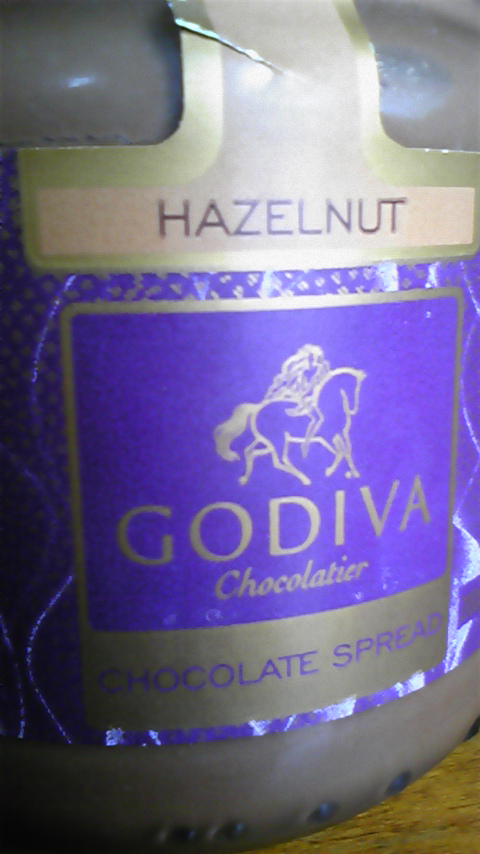 HAZELNUT
GODIVA
Chocolatier
CHOCOLATE SPREAD